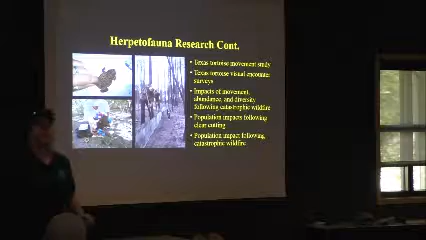 Herpetofauna Research Cont.
• Texas tortoise movement study
• Texas tortoise visual encounter
surveys
• Impacts of movement,
abundance, and diversity
following catastrophic wildfire
• Population impacts following
clear cutting
• Population impact following
catastrophic wildfire